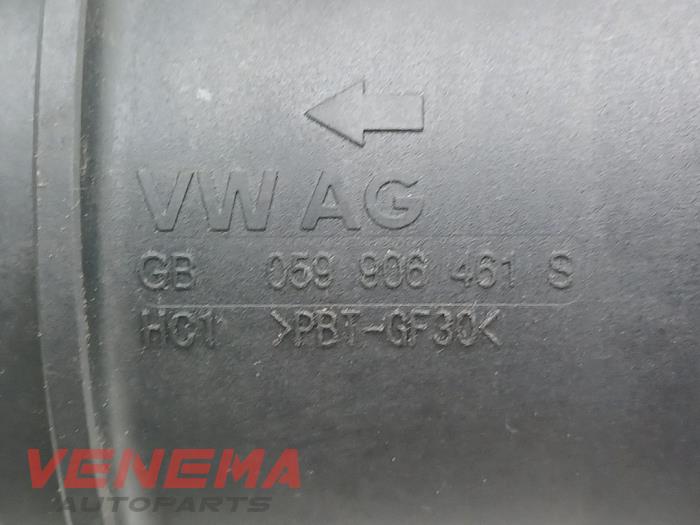 VW AG
GB 059 906 461 S
HC1 >PBT-GF30<
VENEMA
AUTOPARTS